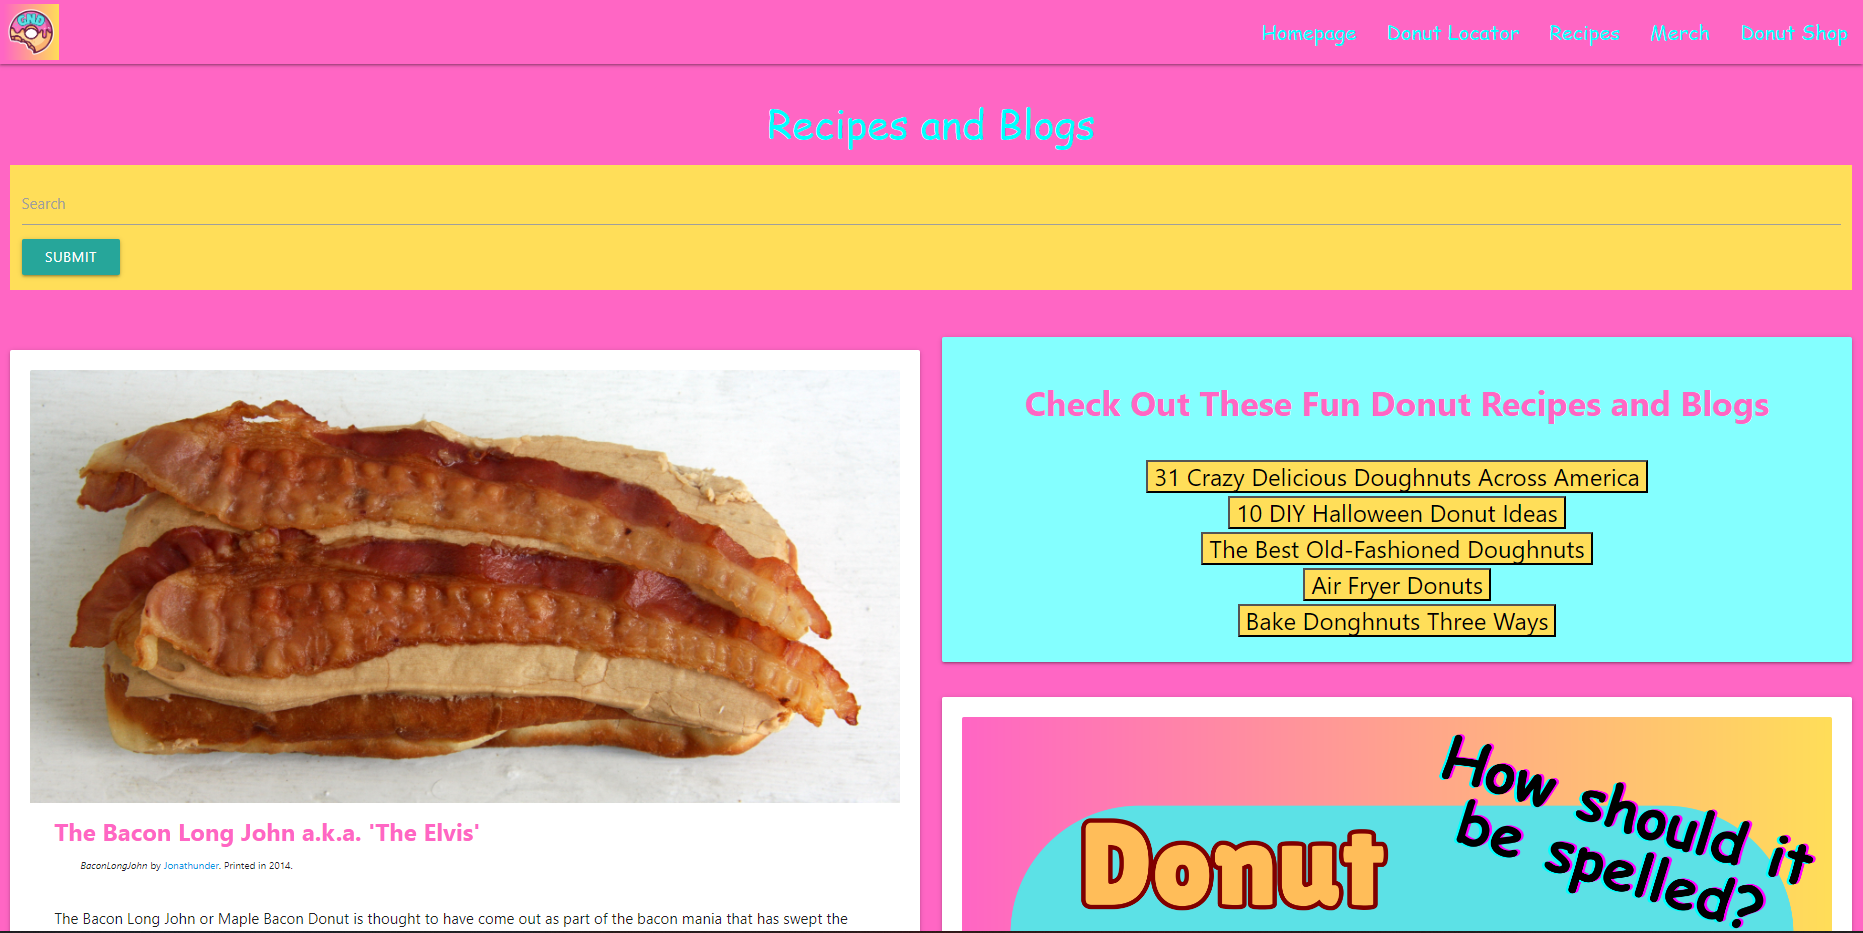 GND
Homepage
Donut Locator
Recipes
Merch
Donut Shop
Recipes and Blogs
Search
SUBMIT
The Bacon Long John a.k.a. 'The Elvis'
BaconLongJohn by Jonathunder. Printed in 2014.
The Bacon Long John or Maple Bacon Donut is thought to have come out as part of the bacon mania that has swept the
Check Out These Fun Donut Recipes and Blogs
31 Crazy Delicious Doughnuts Across America
10 DIY Halloween Donut Ideas
The Best Old-Fashioned Doughnuts
Air Fryer Donuts
Bake Donghnuts Three Ways
How should it
be spelled?
Donut